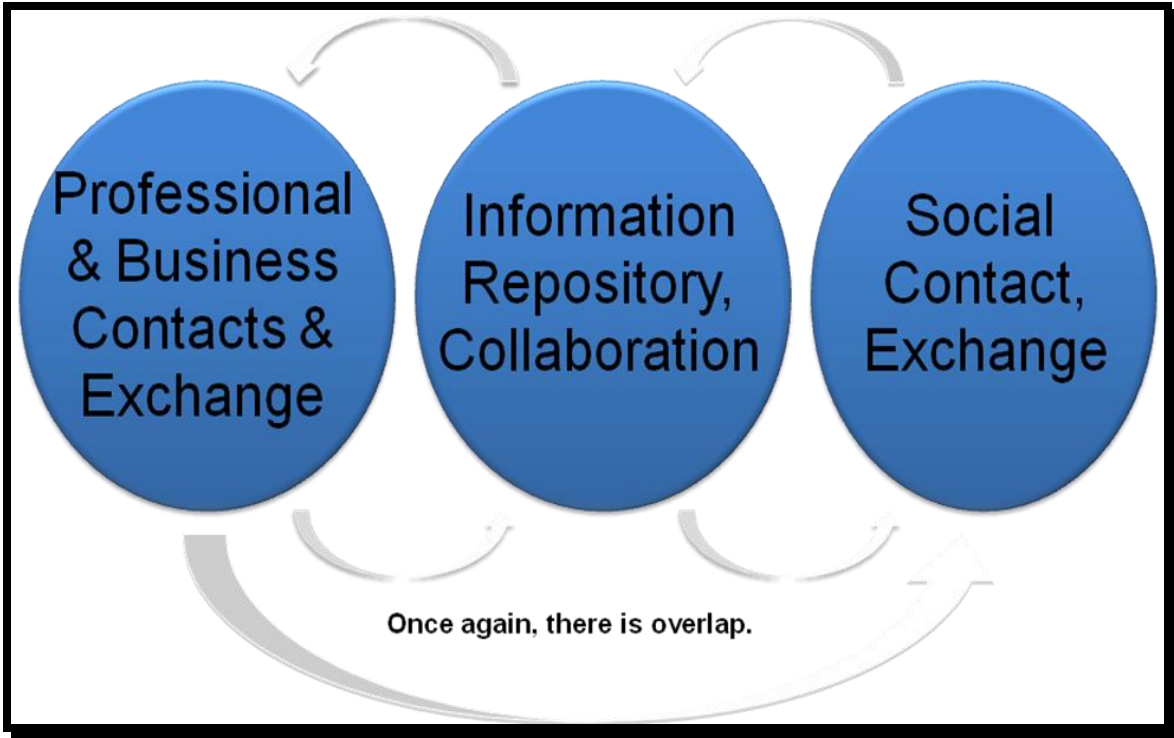 Professional
& Business
Contacts &
Exchange
Information
Repository,
Collaboration
Social
Contact,
Exchange
Once again, there is overlap.